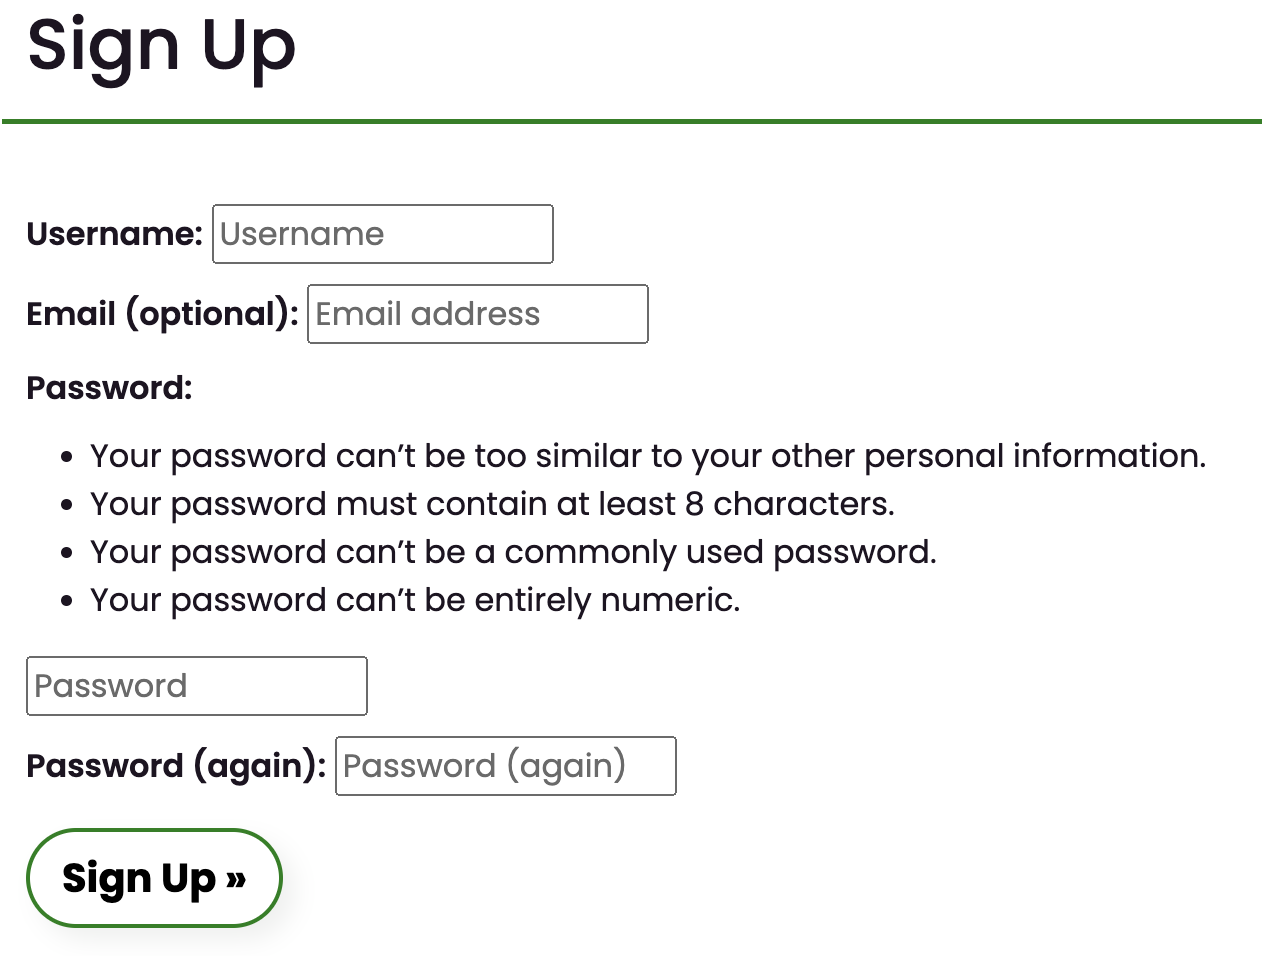 Sign Up
Username: Username
Email (optional): Email address
Password:
• Your password can’t be too similar to your other personal information.
• Your password must contain at least 8 characters.
• Your password can’t be a commonly used password.
• Your password can’t be entirely numeric.
Password
Password (again): Password (again)
Sign Up »